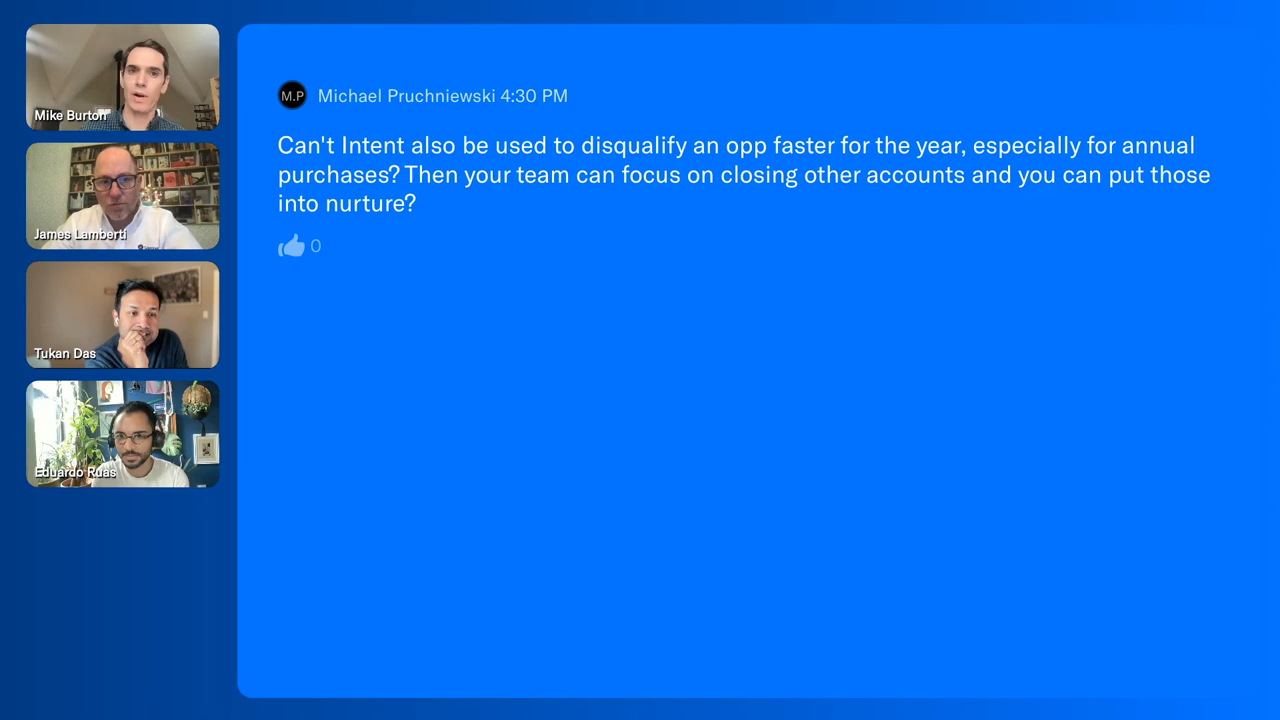 Mike Burton
James Lamberti
Tukan Das
Eduardo Ruas
M.P
Michael Pruchniewski 4:30 PM
Can't Intent also be used to disqualify an opp faster for the year, especially for annual
purchases? Then your team can focus on closing other accounts and you can put those
into nurture?
0